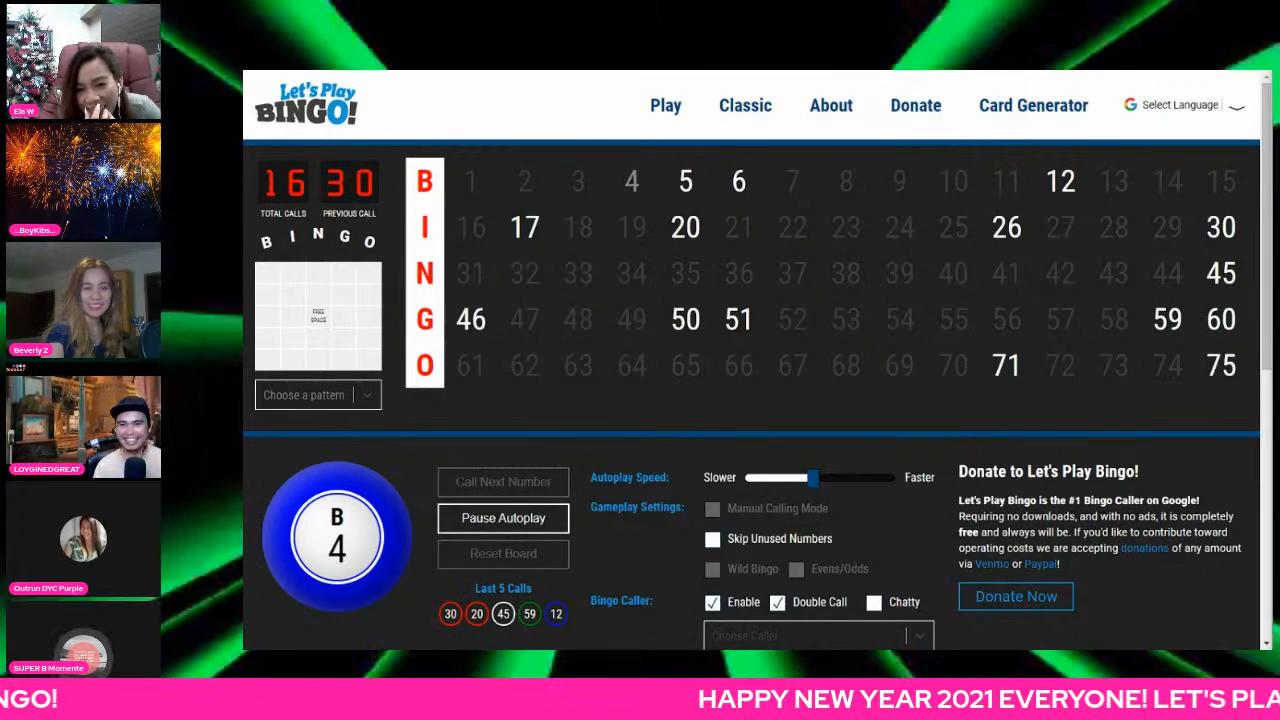 Ela W
...BoyKibs...
Beverly Z
LOYGINEDGREAT
Outrun DYC Purple
SUPER B Momente
Let's Play
BINGO!
Play Classic About Donate Card Generator Select Language
16 30
TOTAL CALLS PREVIOUS CALL
B I N G O
FREE
SPACE
Choose a pattern
B 1 2 3 4 5 6 7 8 9 10 11 12 13 14 15
I 16 17 18 19 20 21 22 23 24 25 26 27 28 29 30
N 31 32 33 34 35 36 37 38 39 40 41 42 43 44 45
G 46 47 48 49 50 51 52 53 54 55 56 57 58 59 60
O 61 62 63 64 65 66 67 68 69 70 71 72 73 74 75
B
4
Call Next Number
Pause Autoplay
Reset Board
Last 5 Calls
30 20 45 59 12
Autoplay Speed: Slower Faster
Gameplay Settings: Manual Calling Mode
Skip Unused Numbers
Wild Bingo Evens/Odds
Bingo Caller: Enable Double Call Chatty
Choose Caller
Donate to Let's Play Bingo!
Let's Play Bingo is the #1 Bingo Caller on Google!
Requiring no downloads, and with no ads, it is completely
free and always will be. If you'd like to contribute toward
operating costs we are accepting donations of any amount
via Venmo or Paypal!
Donate Now
NGO! HAPPY NEW YEAR 2021 EVERYONE! LET'S PLA